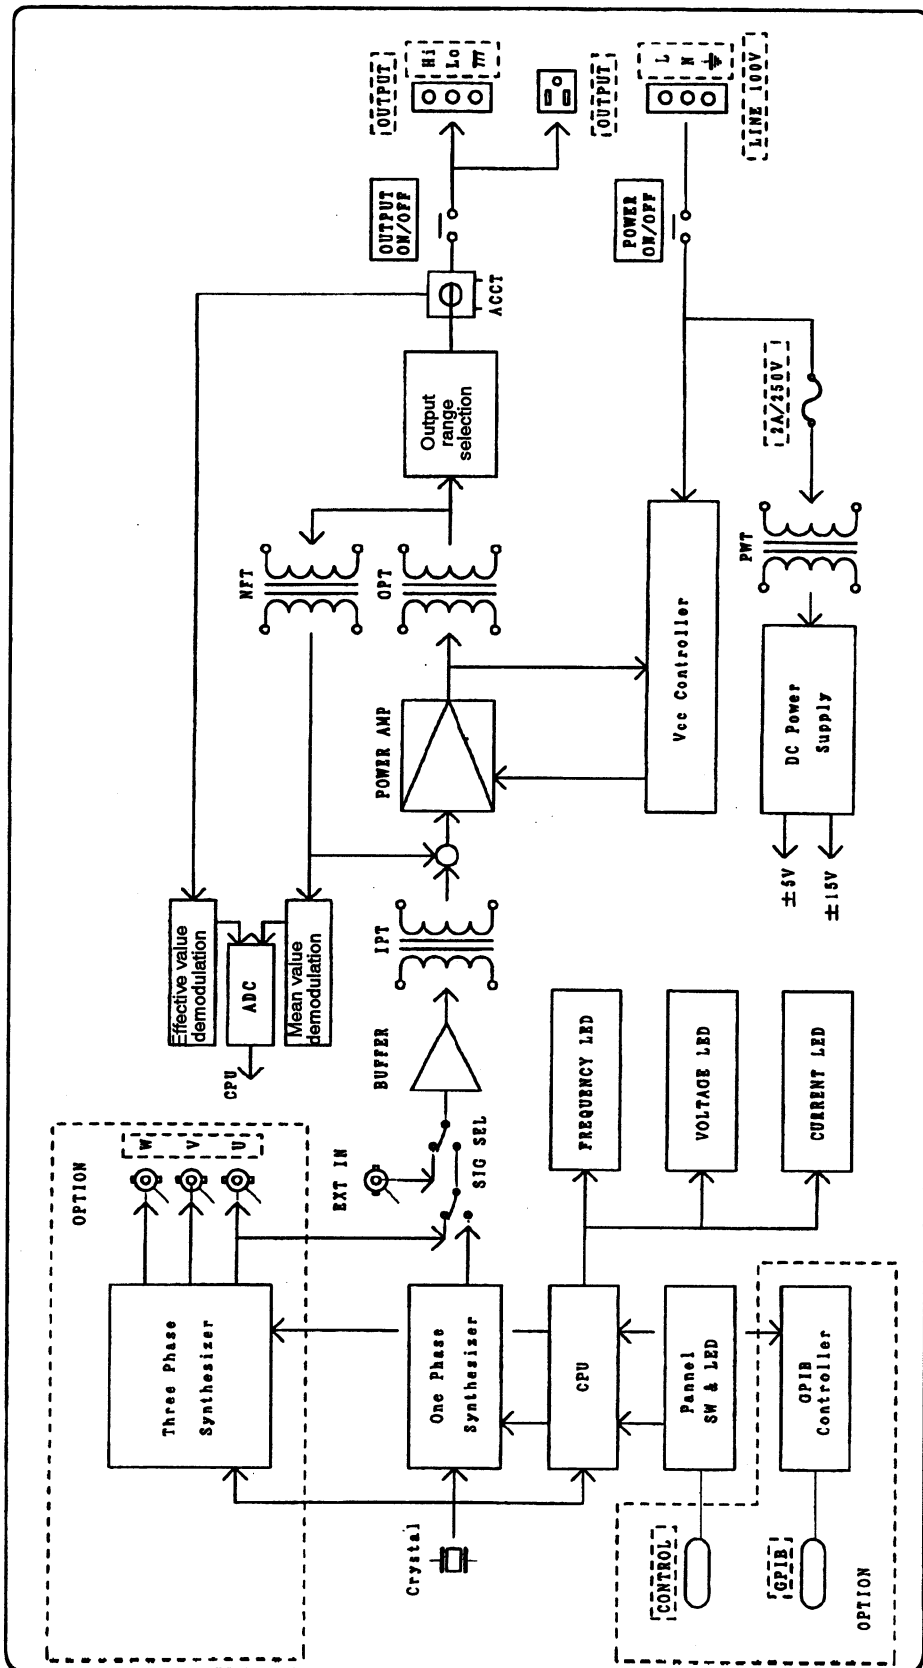 OPTION
W
V
U
Three Phase
Synthesizer
Crystal
One Phase
Synthesizer
EXT IN
SIG SEL
BUFFER
IPT
POWER AMP
NFT
OPT
Output
range
selection
ACCT
OUTPUT
ON/OFF
OUTPUT
Hi
Lo
OUTPUT
Effective value
demodulation
ADC
Mean value
demodulation
CPU
CPU
FREQUENCY LED
VOLTAGE LED
CURRENT LED
Vcc Controller
POWER
ON/OFF
L
N
LINE 100V
2A/250V
PWT
DC Power
Supply
±5V
±15V
CONTROL
Pannel
SW & LED
GPIB
GPIB
Controller
OPTION